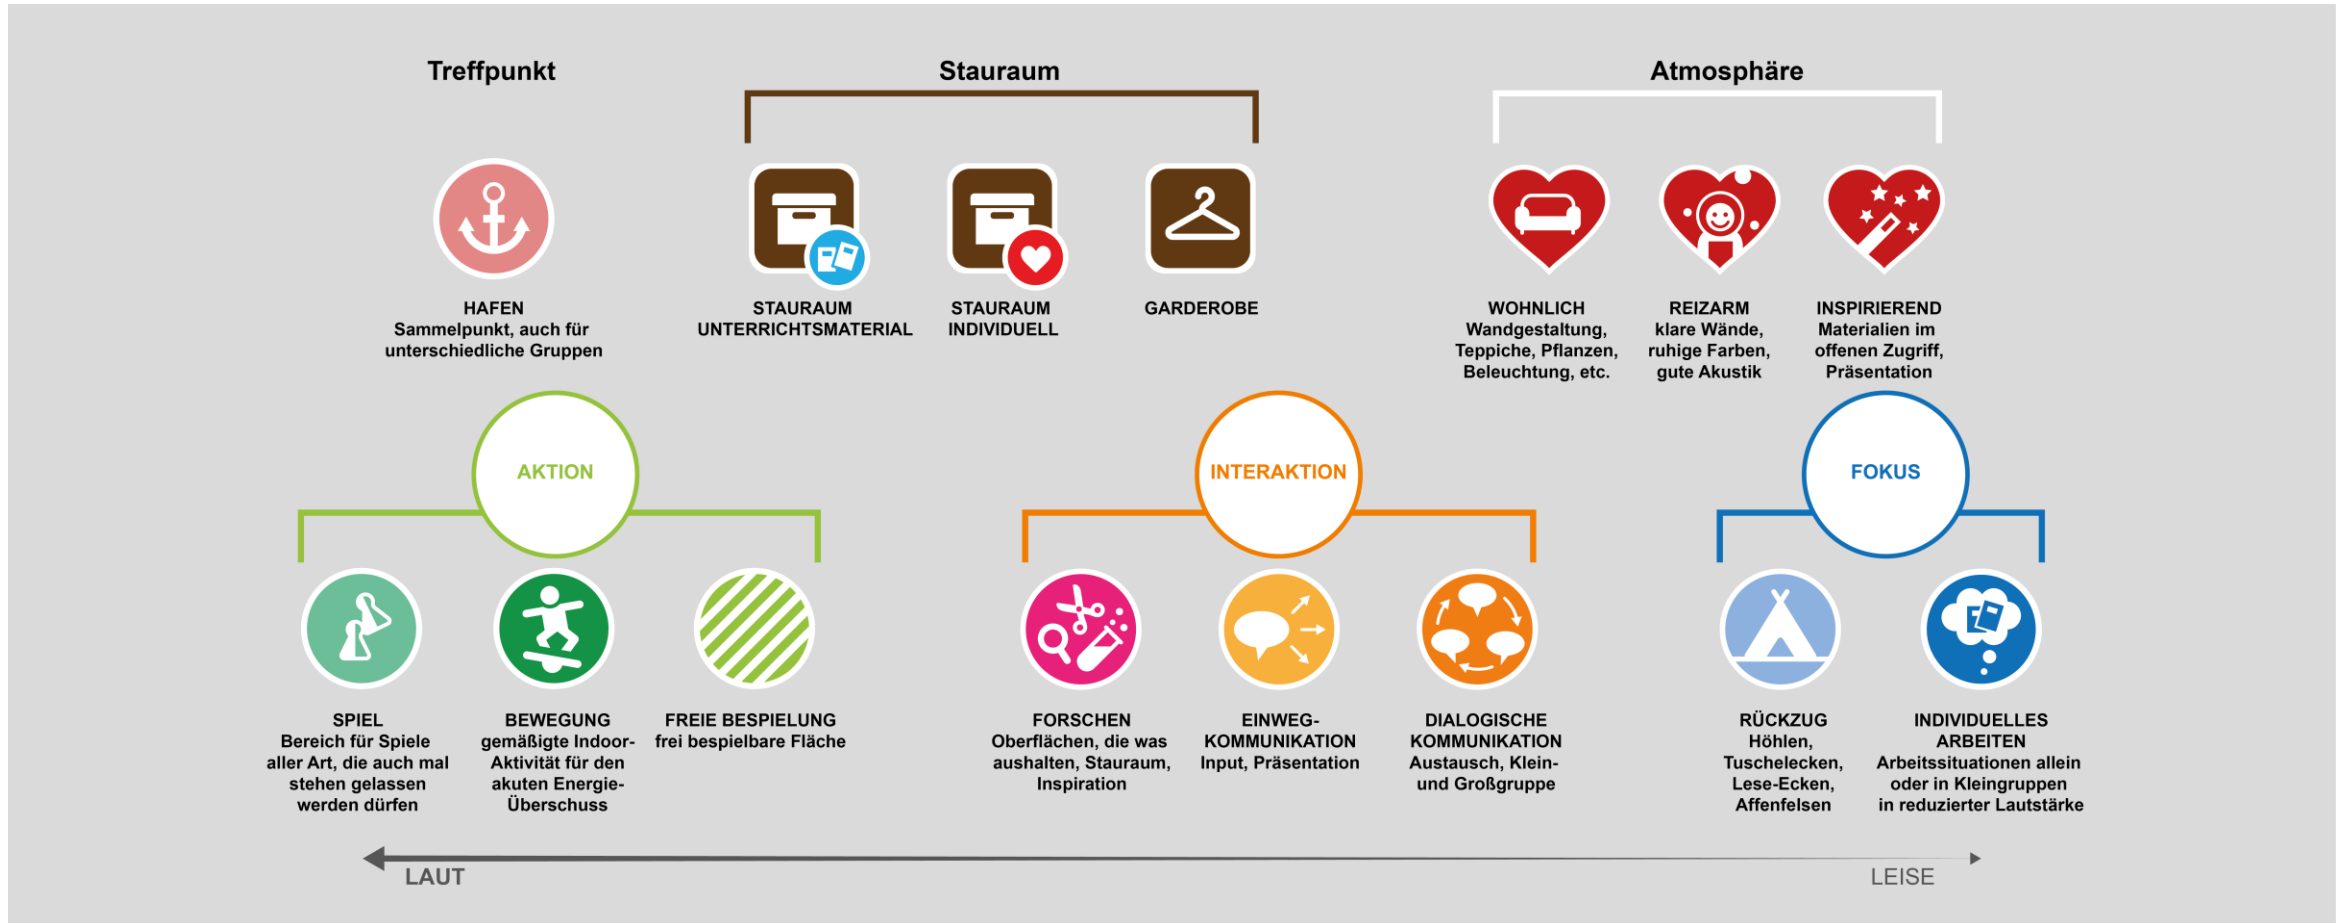 Treffpunkt
Stauraum
Atmosphäre
HAFEN
Sammelpunkt, auch für
unterschiedliche Gruppen
STAURAUM
UNTERRICHTSMATERIAL
STAURAUM
INDIVIDUELL
GARDEROBE
WOHNLICH
Wandgestaltung,
Teppiche, Pflanzen,
Beleuchtung, etc.
REIZARM
klare Wände,
ruhige Farben,
gute Akustik
INSPIRIEREND
Materialien im
offenen Zugriff,
Präsentation
AKTION
INTERAKTION
FOKUS
SPIEL
Bereich für Spiele
aller Art, die auch mal
stehen gelassen
werden dürfen
BEWEGUNG
gemäßigte Indoor-
Aktivität für den
akuten Energie-
Überschuss
FREIE BESPIELUNG
frei bespielbare Fläche
FORSCHEN
Oberflächen, die was
aushalten, Stauraum,
Inspiration
EINWEG-
KOMMUNIKATION
Input, Präsentation
DIALOGISCHE
KOMMUNIKATION
Austausch, Klein-
und Großgruppe
RÜCKZUG
Höhlen,
Tuschelecken,
Lese-Ecken,
Affenfelsen
INDIVIDUELLES
ARBEITEN
Arbeitssituationen allein
oder in Kleingruppen
in reduzierter Lautstärke
LAUT
LEISE